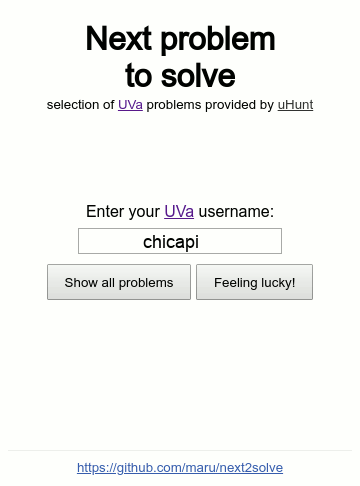 Next problem
to solve
selection of UVa problems provided by uHunt
Enter your UVa username:
chicapi
Show all problems
Feeling lucky!
https://github.com/maru/next2solve